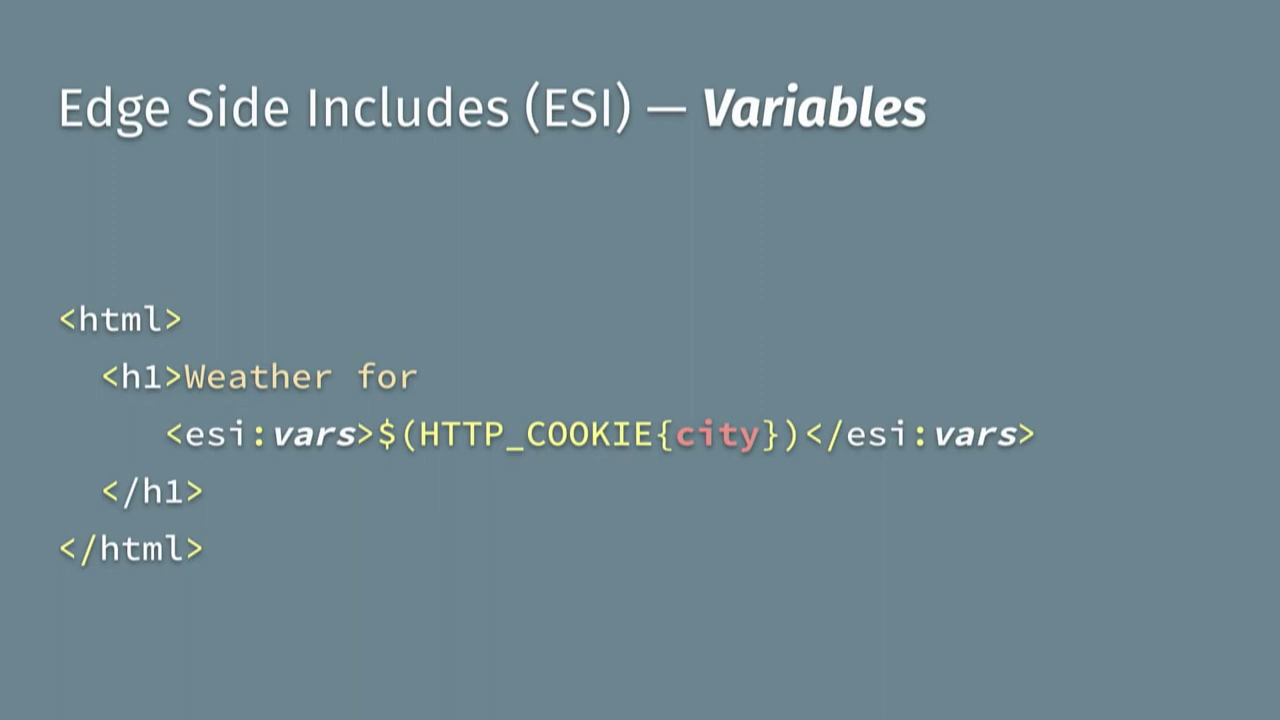 Edge Side Includes (ESI) — Variables
<html>
<h1>Weather for
<esi:vars>$(HTTP_COOKIE{city})</esi:vars>
</h1>
</html>